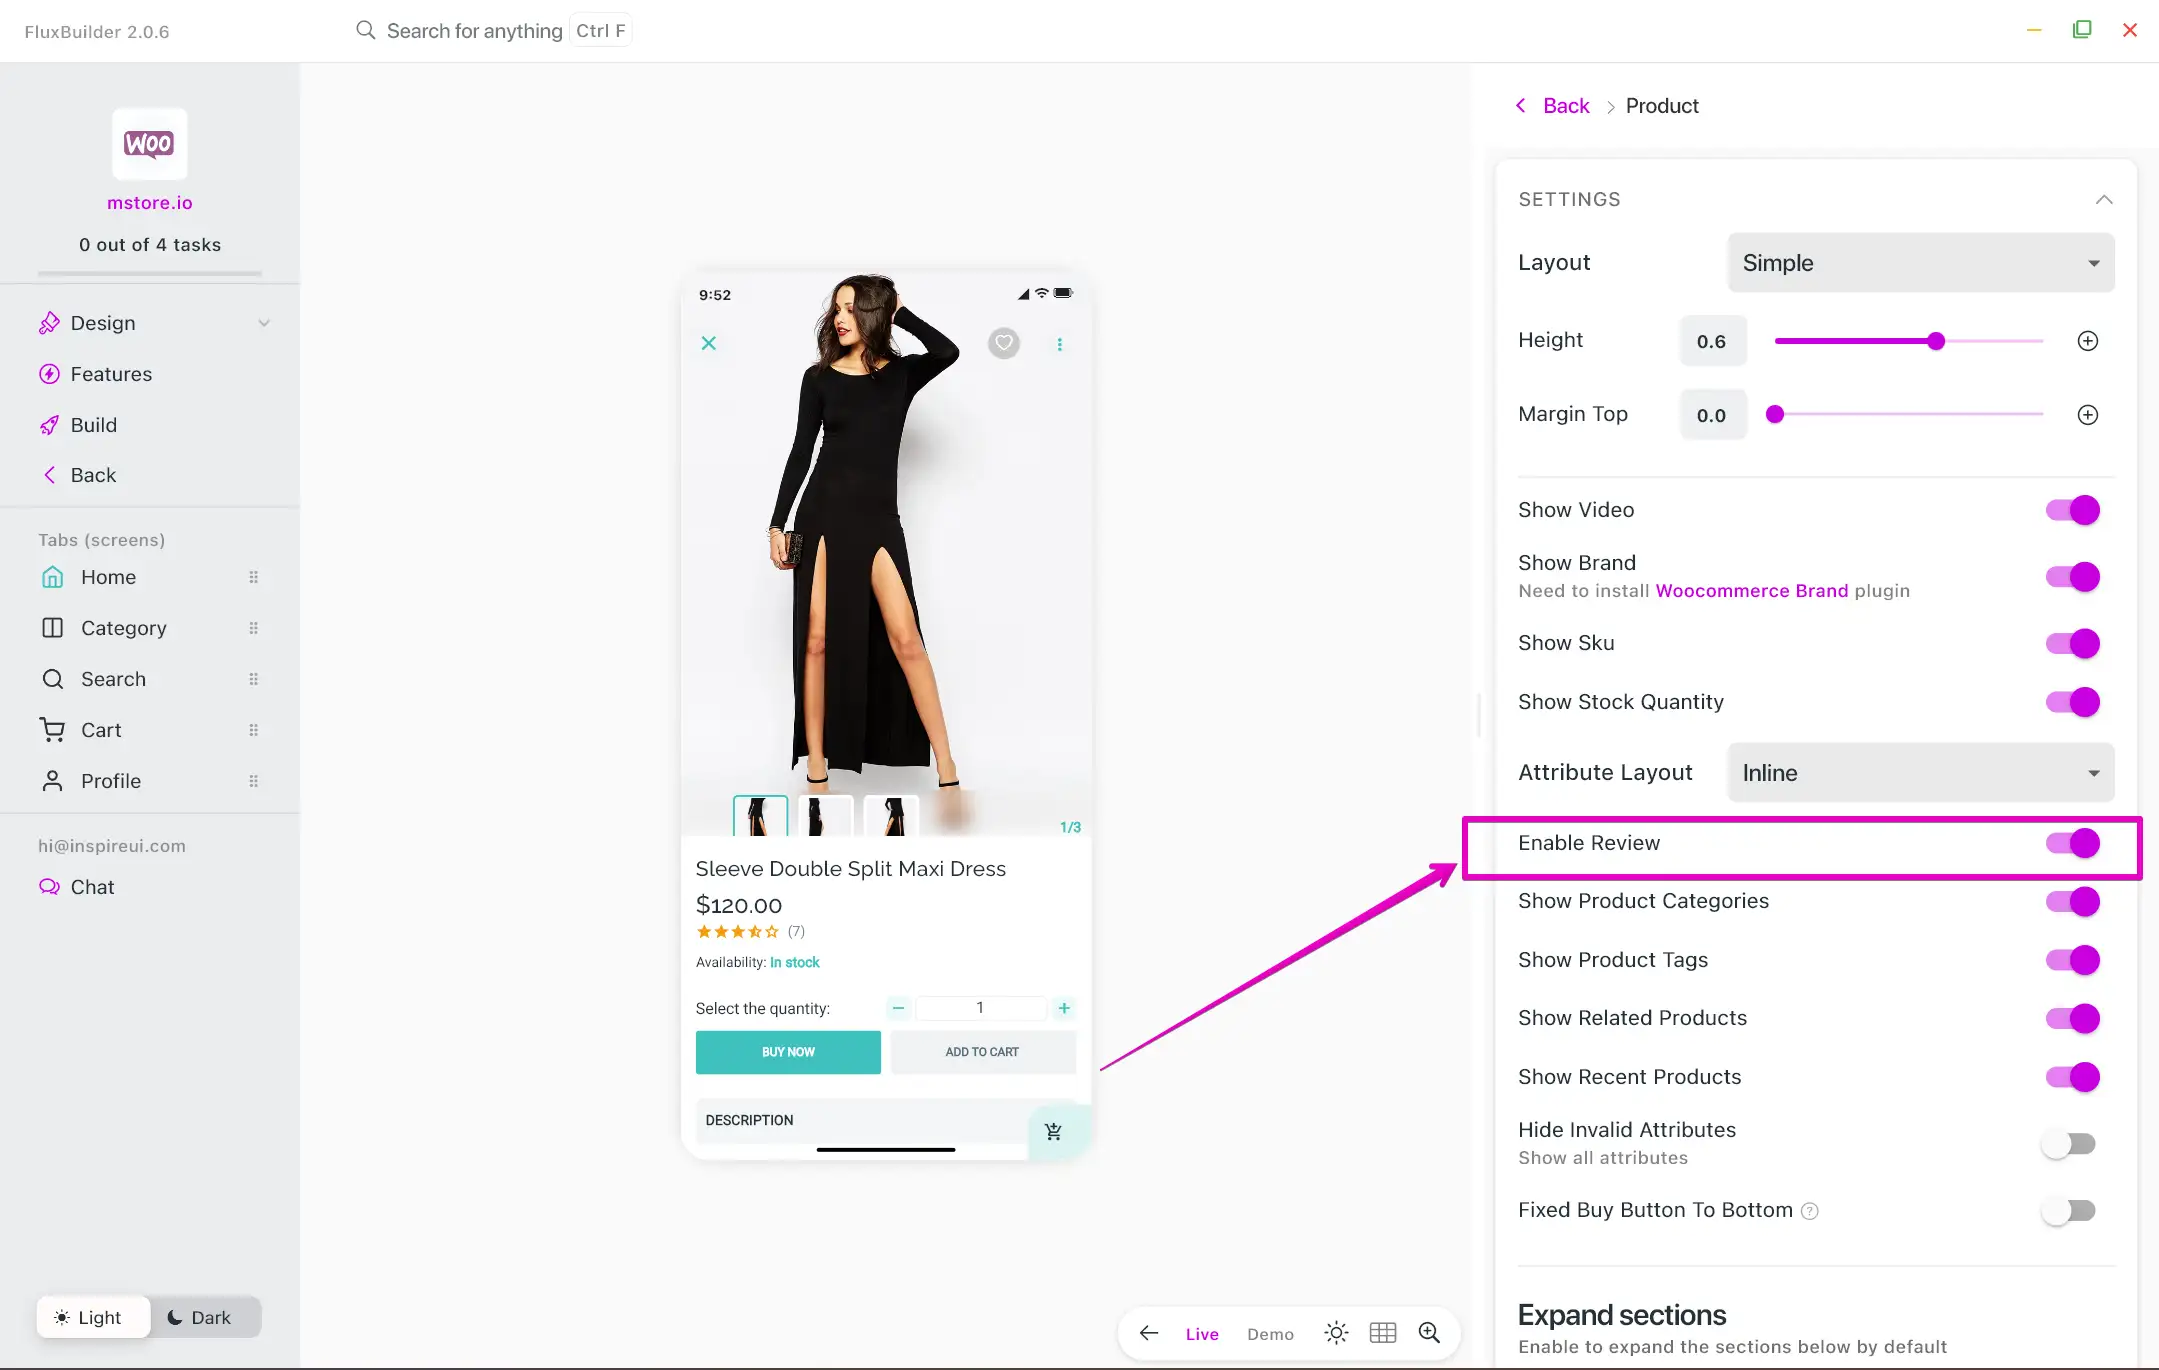 FluxBuilder 2.0.6
Search for anything Ctrl F
WOO
mstore.io
0 out of 4 tasks
Design
Features
Build
Back
Tabs (screens)
Home
Category
Search
Cart
Profile
hi@inspireui.com
Chat
Light Dark
9:52
1/3
Sleeve Double Split Maxi Dress
$120.00
(7)
Availability: In stock
Select the quantity: − 1 +
BUY NOW ADD TO CART
DESCRIPTION
Live Demo
Back > Product
SETTINGS
Layout Simple
Height 0.6
Margin Top 0.0
Show Video
Show Brand
Need to install Woocommerce Brand plugin
Show Sku
Show Stock Quantity
Attribute Layout Inline
Enable Review
Show Product Categories
Show Product Tags
Show Related Products
Show Recent Products
Hide Invalid Attributes
Show all attributes
Fixed Buy Button To Bottom ?
Expand sections
Enable to expand the sections below by default